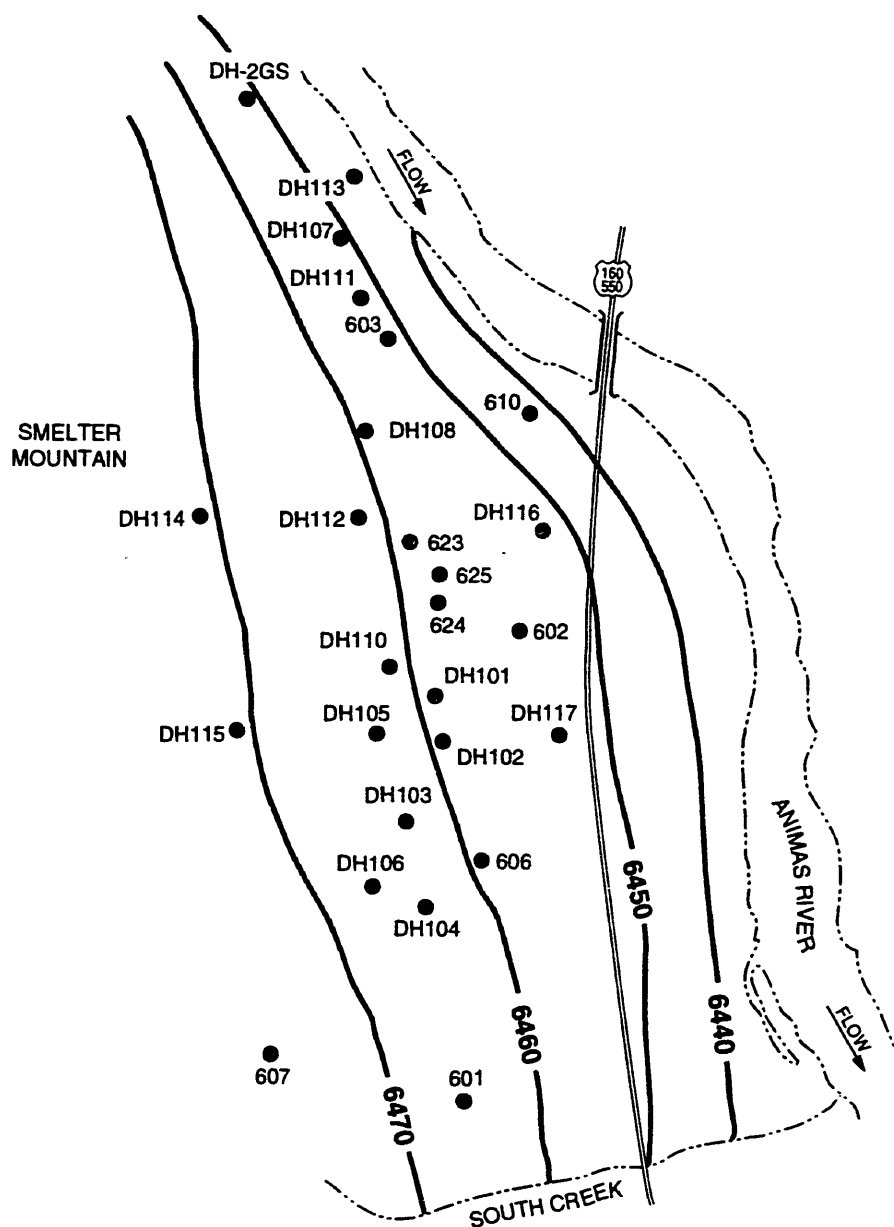 DH-2GS
FLOW
DH113
DH107
160
550
DH111
603
610
SMELTER
MOUNTAIN
DH108
DH114
DH112
DH116
623
625
624
602
DH110
DH101
DH105
DH117
DH115
DH102
DH103
ANIMAS RIVER
606
DH106
6450
DH104
6460
6440
FLOW
607
601
6470
SOUTH CREEK